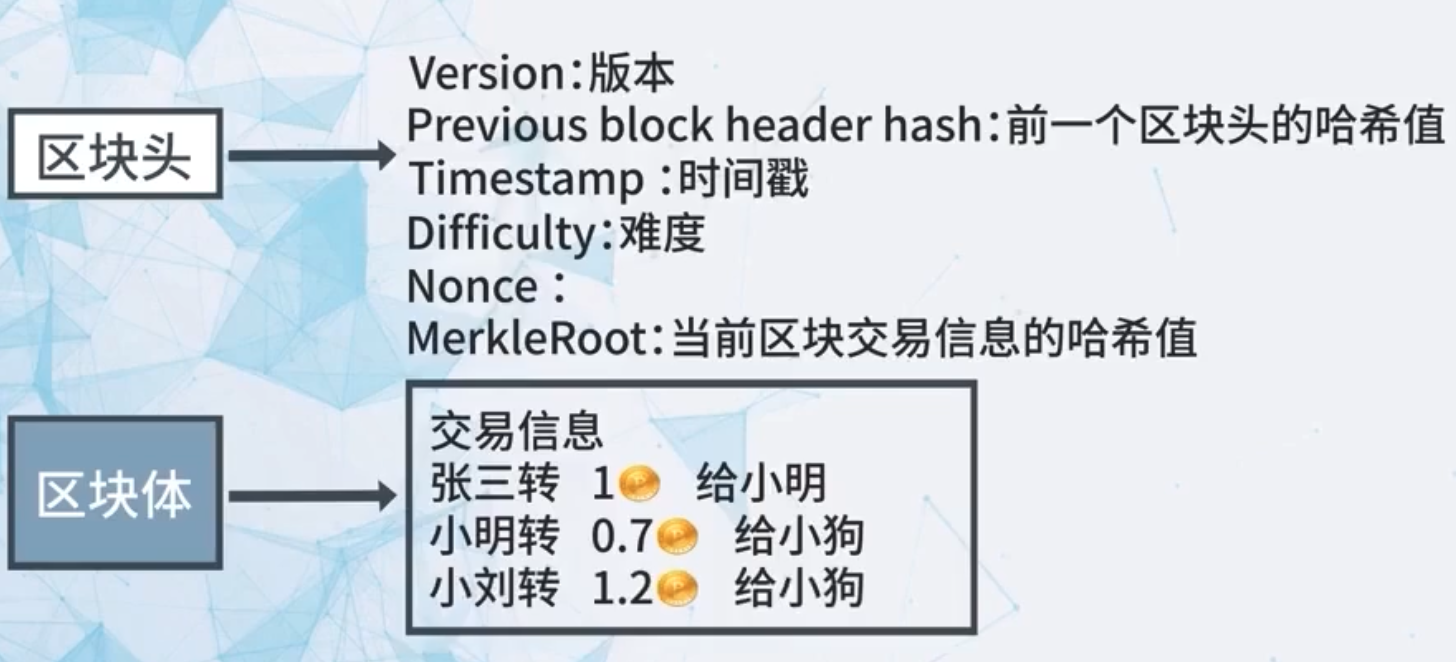 区块头
Version:版本
Previous block header hash:前一个区块头的哈希值
Timestamp :时间戳
Difficulty:难度
Nonce :
MerkleRoot:当前区块交易信息的哈希值
区块体
交易信息
张三转 1 给小明
小明转 0.7 给小狗
小刘转 1.2 给小狗